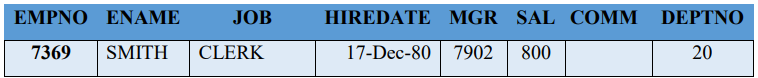 EMPNO ENAME JOB HIREDATE MGR SAL COMM DEPTNO
7369 SMITH CLERK 17-Dec-80 7902 800 20